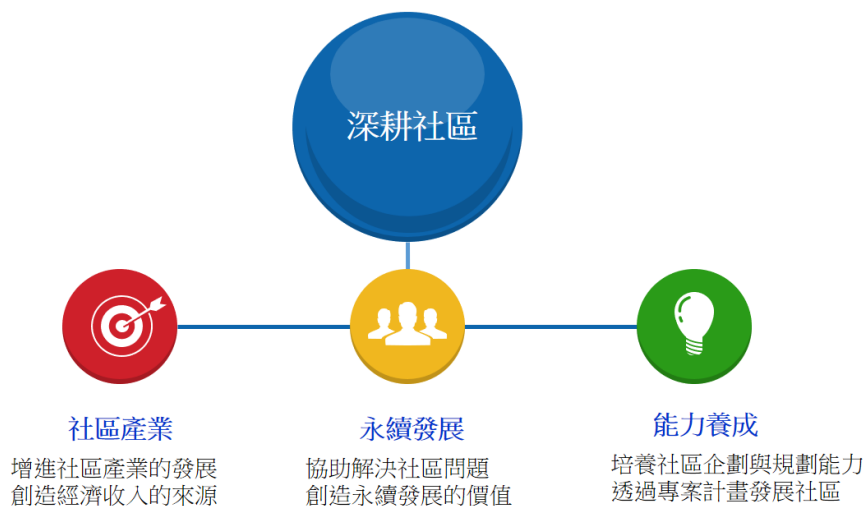 深耕社區
社區產業
增進社區產業的發展
創造經濟收入的來源
永續發展
協助解決社區問題
創造永續發展的價值
能力養成
培養社區企劃與規劃能力
透過專案計畫發展社區